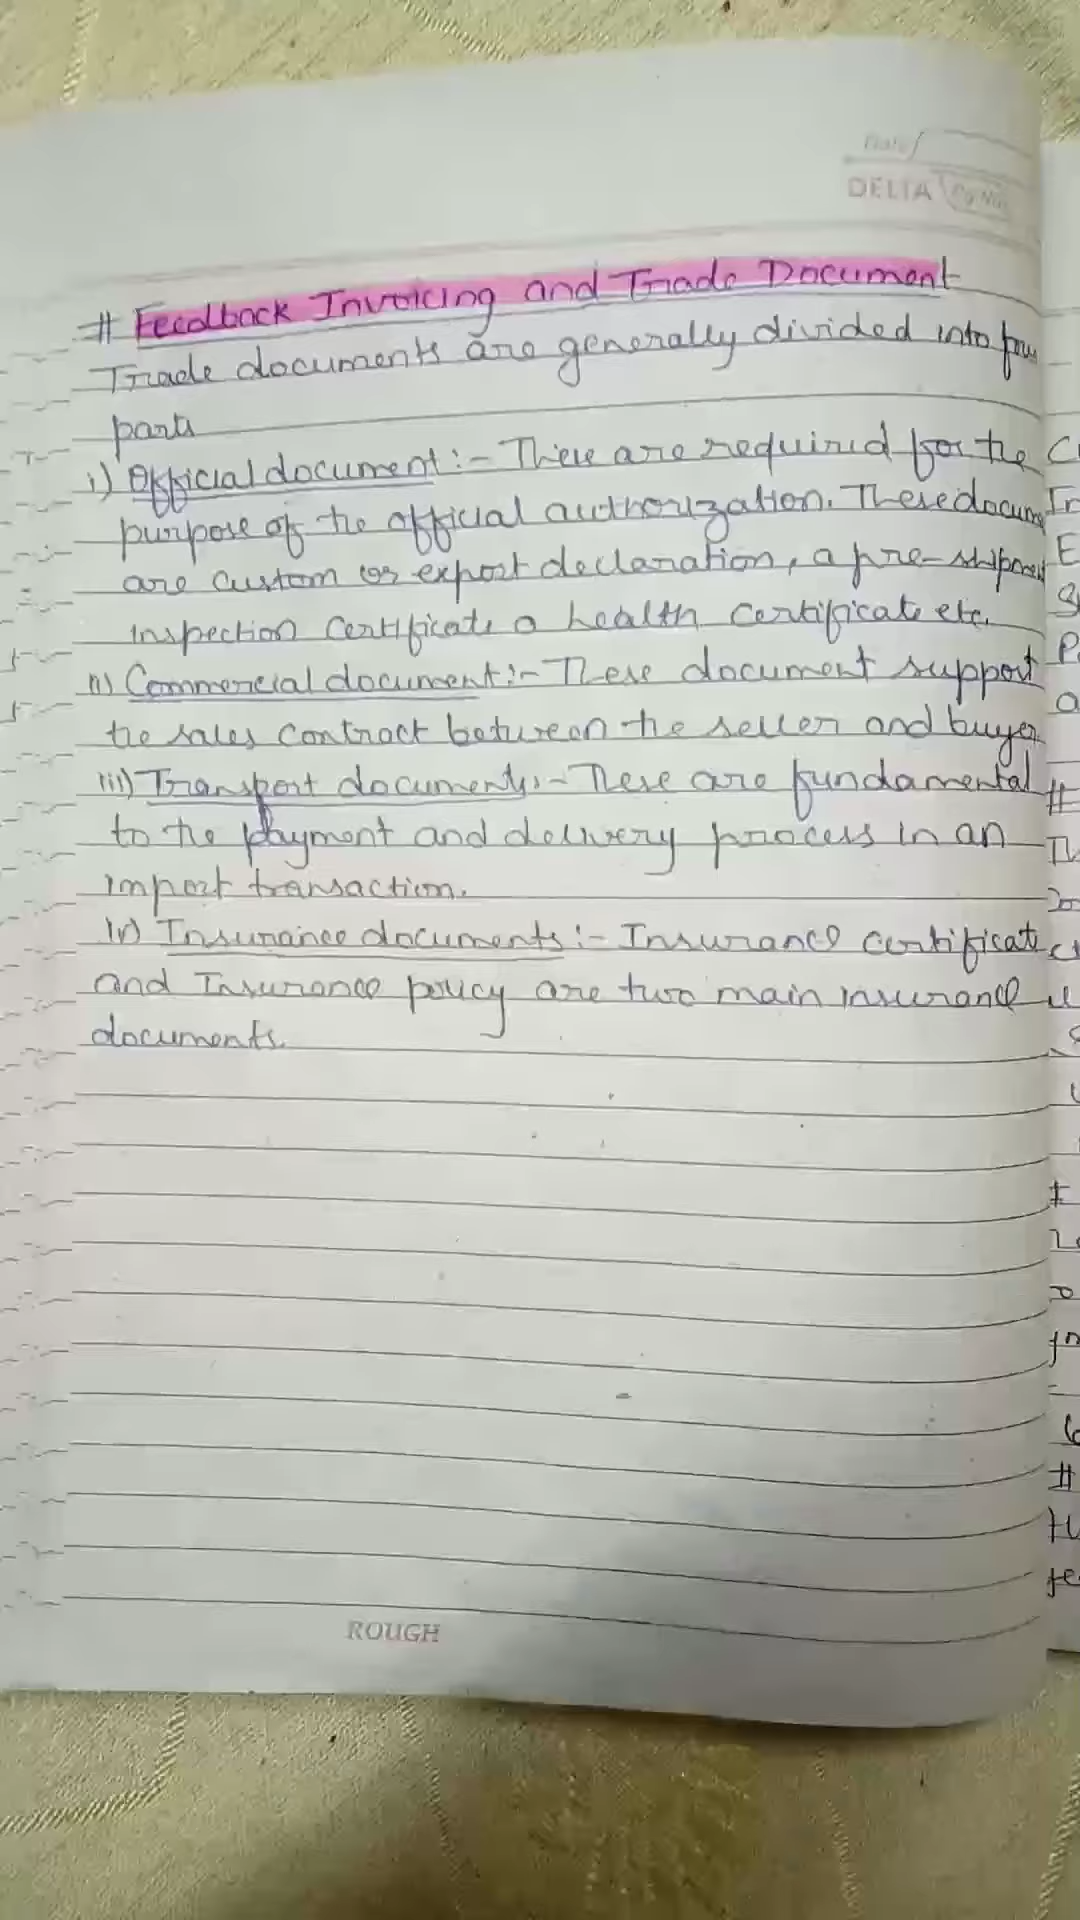 Date
DELTA Pg No.
# Feedback Invoicing and Trade Document
Trade documents are generally divided into four
parts
i) Official document :- These are required for the
purpose of the official authorization. These docum
are custom or export declaration, a pre-shipment
inspection certificate a health certificate etc.
ii) Commercial document :- These document support
the sales contract between the seller and buyer.
iii) Transport documents :- These are fundamental
to the payment and delivery process in an
import transaction.
iv) Insurance documents :- Insurance certificate
and Insurance policy are two main insurance
documents.
ROUGH